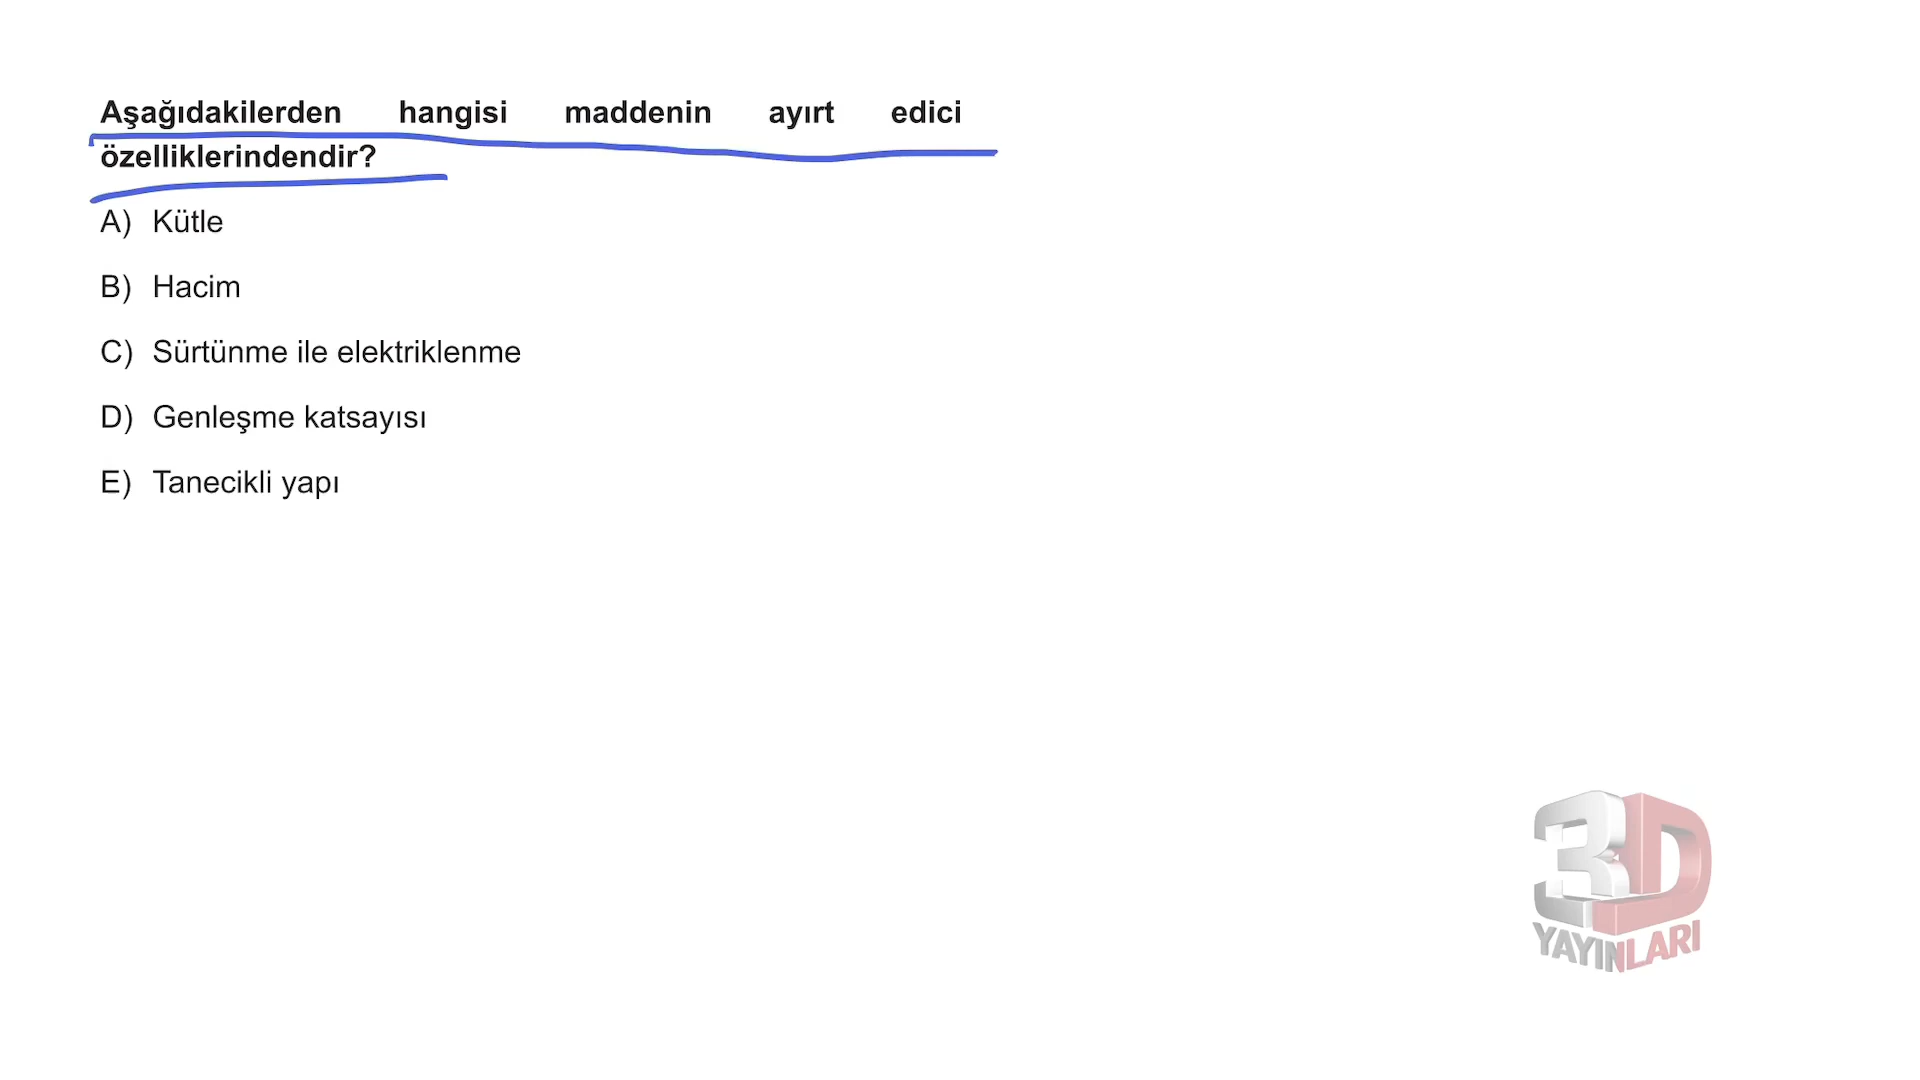 Aşağıdakilerden hangisi maddenin ayırt edici
özelliklerindendir?
A) Kütle
B) Hacim
C) Sürtünme ile elektriklenme
D) Genleşme katsayısı
E) Tanecikli yapı
3D
YAYINLARI